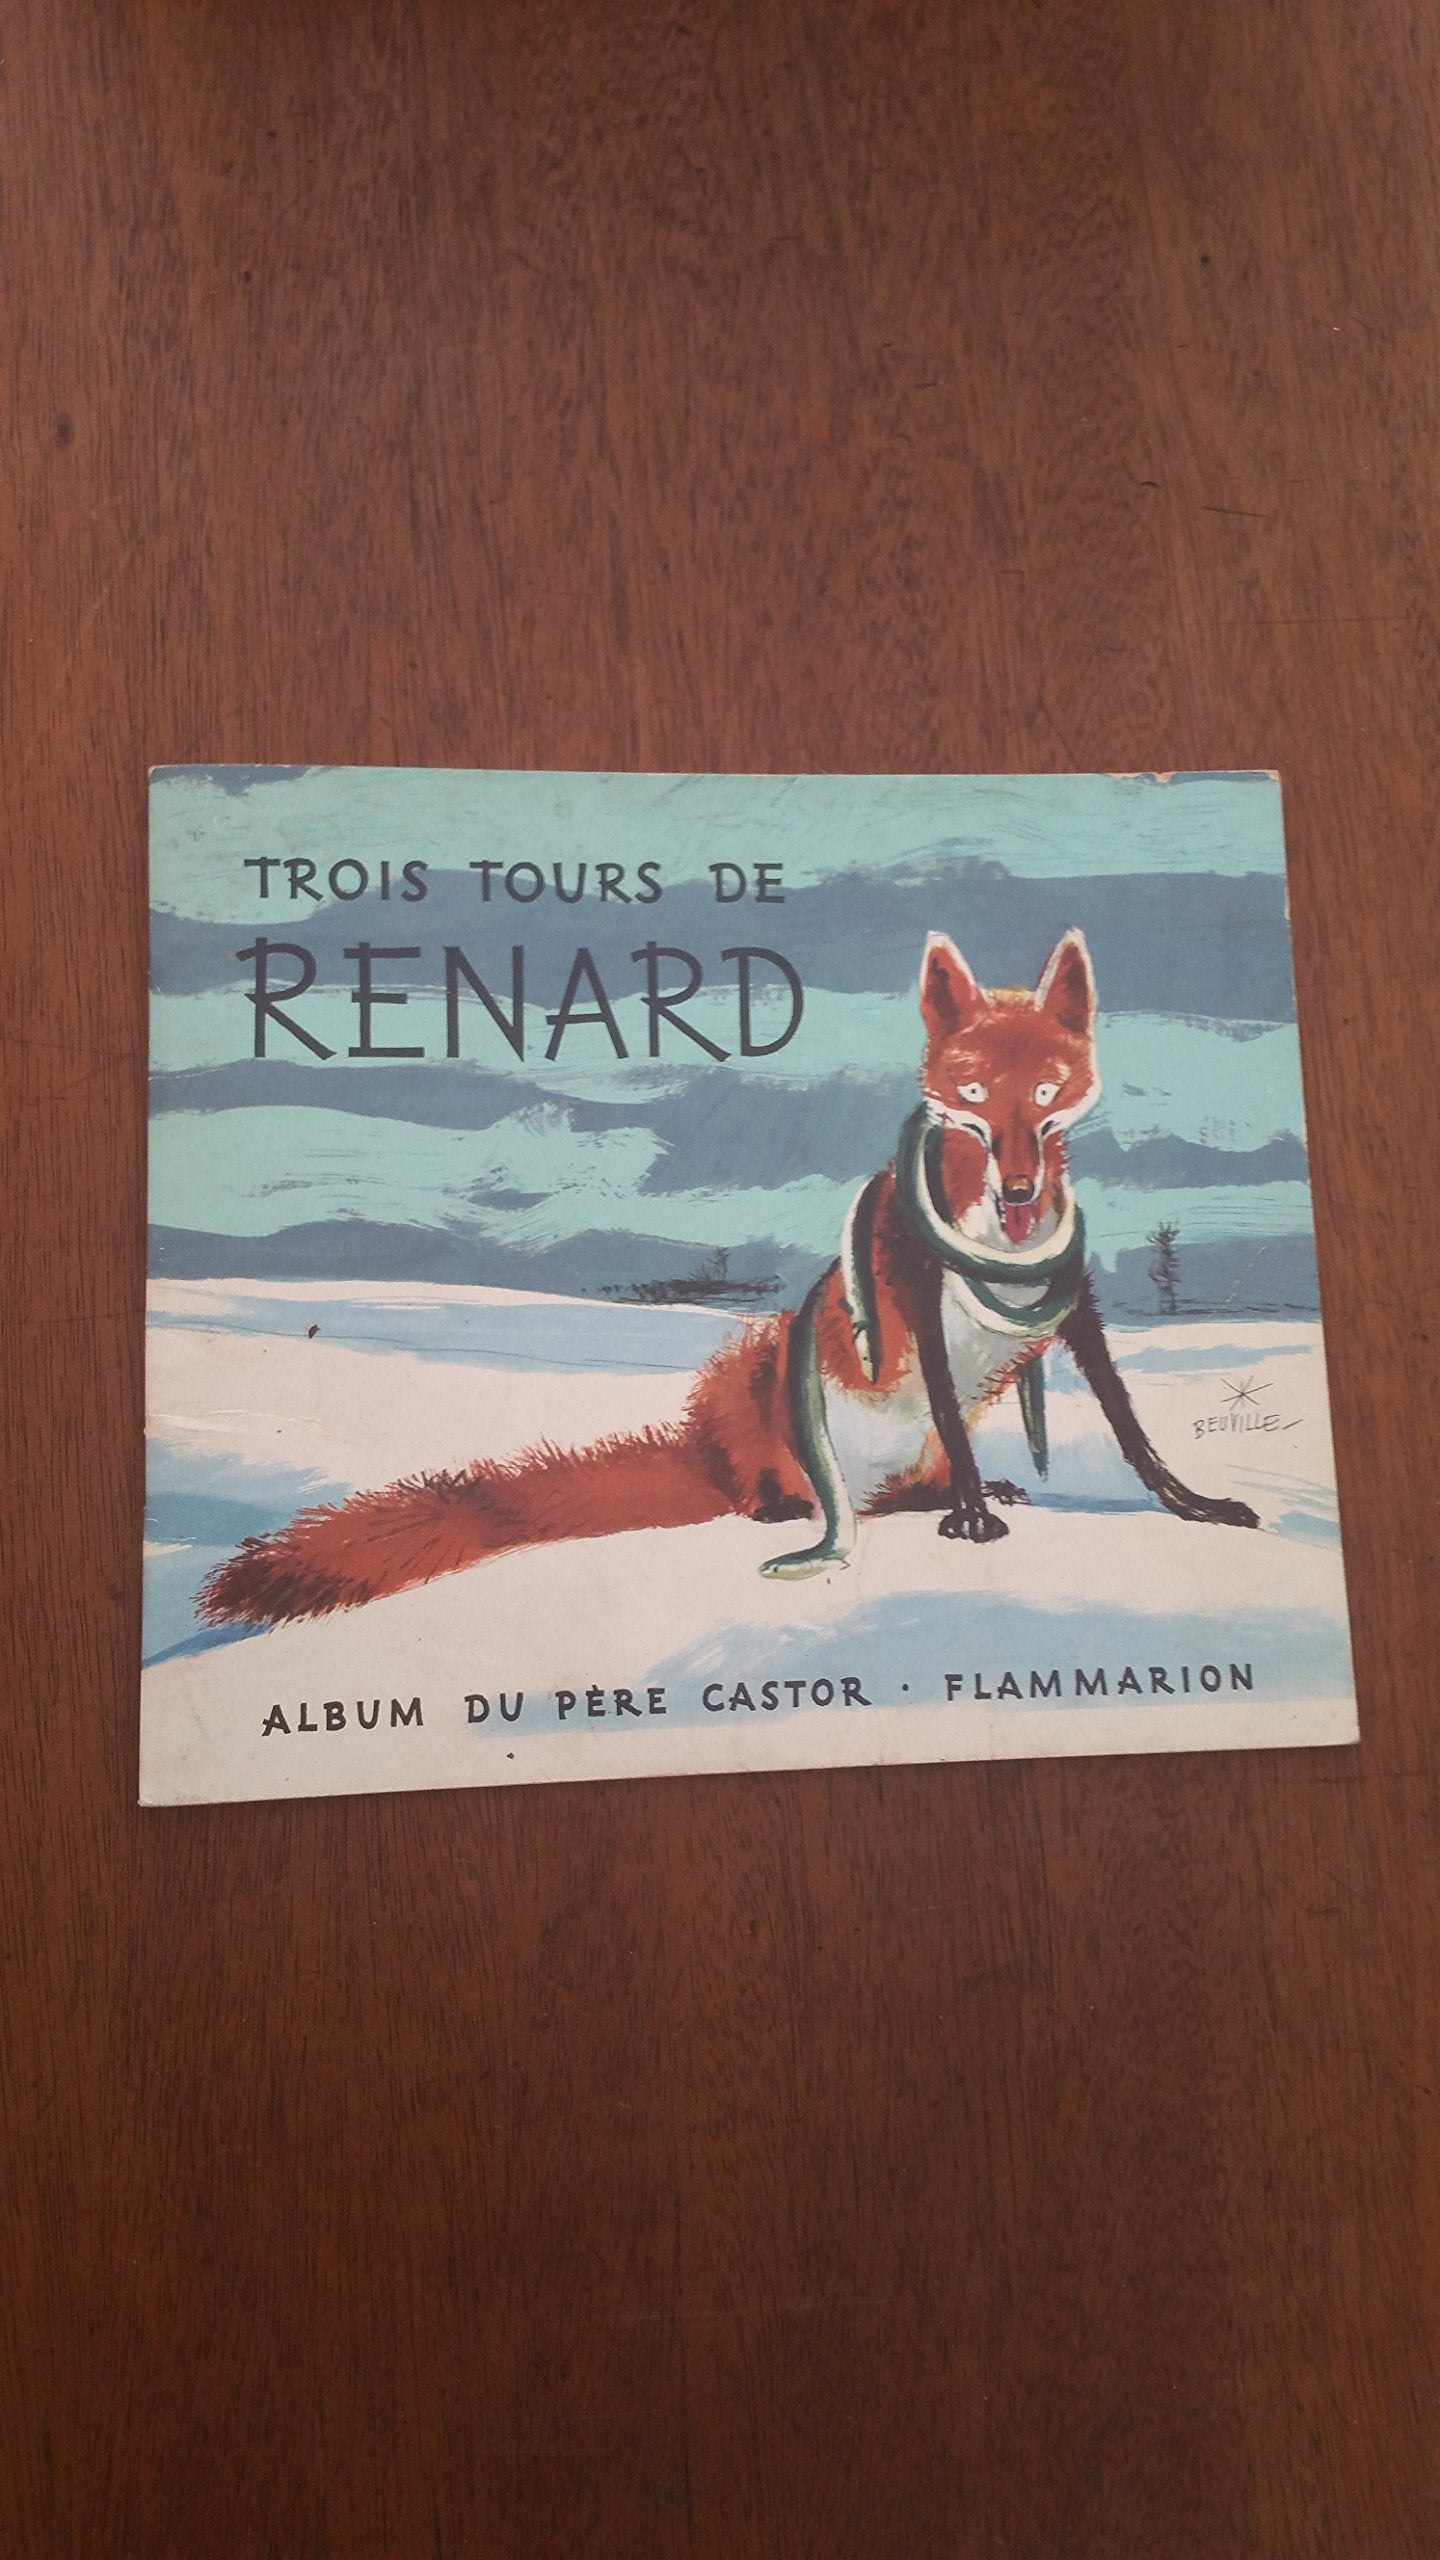 TROIS TOURS DE
RENARD
BEUVILLE
ALBUM DU PÈRE CASTOR · FLAMMARION